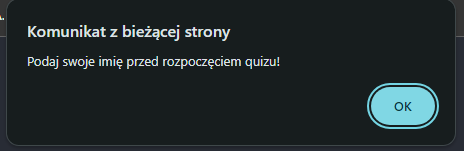 Komunikat z bieżącej strony
Podaj swoje imię przed rozpoczęciem quizu!
OK